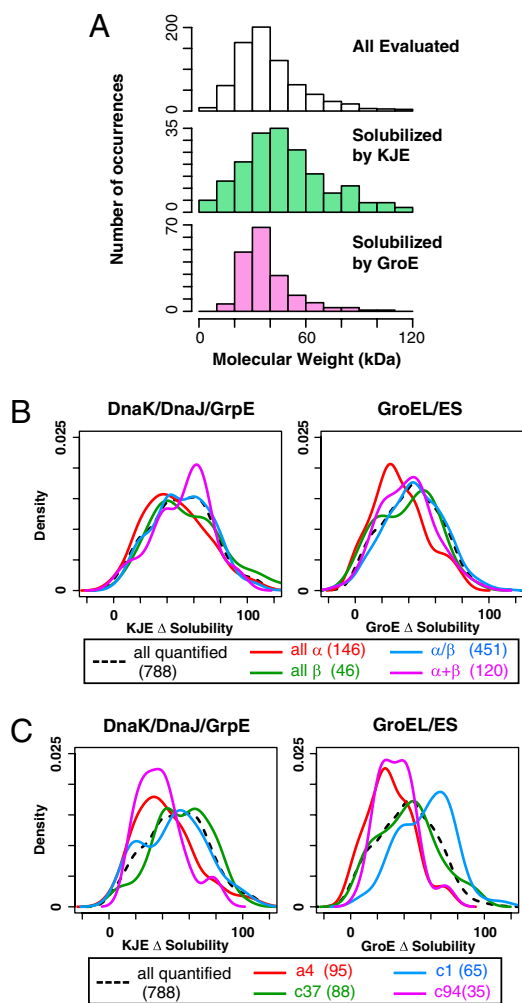 A
All Evaluated
200
0
Solubilized
by KJE
35
0
Solubilized
by GroE
70
0
Number of occurrences
0 60 120
Molecular Weight (kDa)
B
DnaK/DnaJ/GrpE GroEL/ES
0.025
0
Density
0 40 100
0 40 100
KJE Δ Solubility
GroE Δ Solubility
all quantified
(788)
all α (146)
all β (46)
α/β (451)
α+β (120)
C
DnaK/DnaJ/GrpE GroEL/ES
0.025
0
Density
0 40 100
0 40 100
KJE Δ Solubility
GroE Δ Solubility
all quantified
(788)
a4 (95)
c37 (88)
c1 (65)
c94(35)